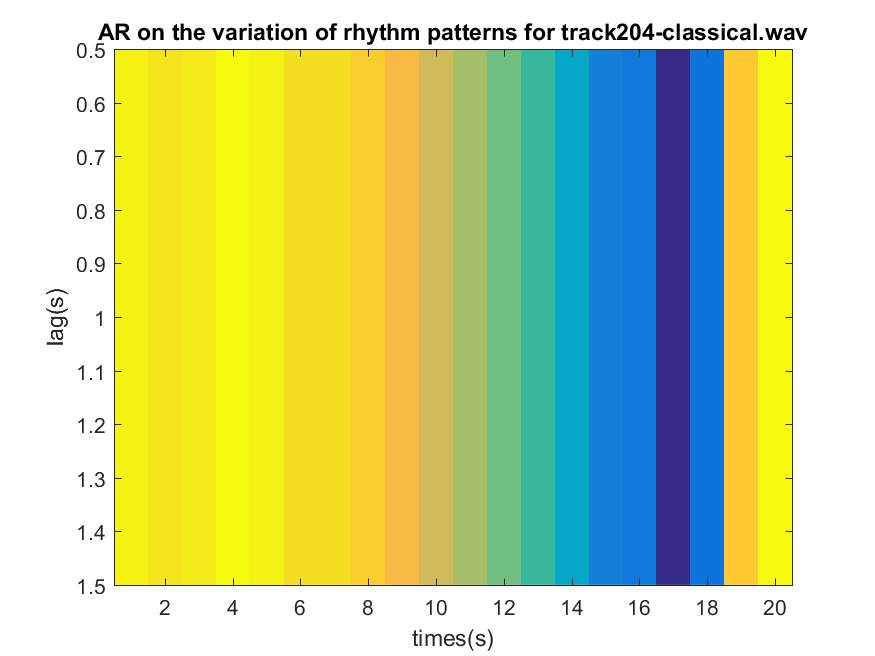 AR on the variation of rhythm patterns for track204-classical.wav
0.5
0.6
0.7
0.8
0.9
1
1.1
1.2
1.3
1.4
1.5
lag(s)
2 4 6 8 10 12 14 16 18 20
times(s)